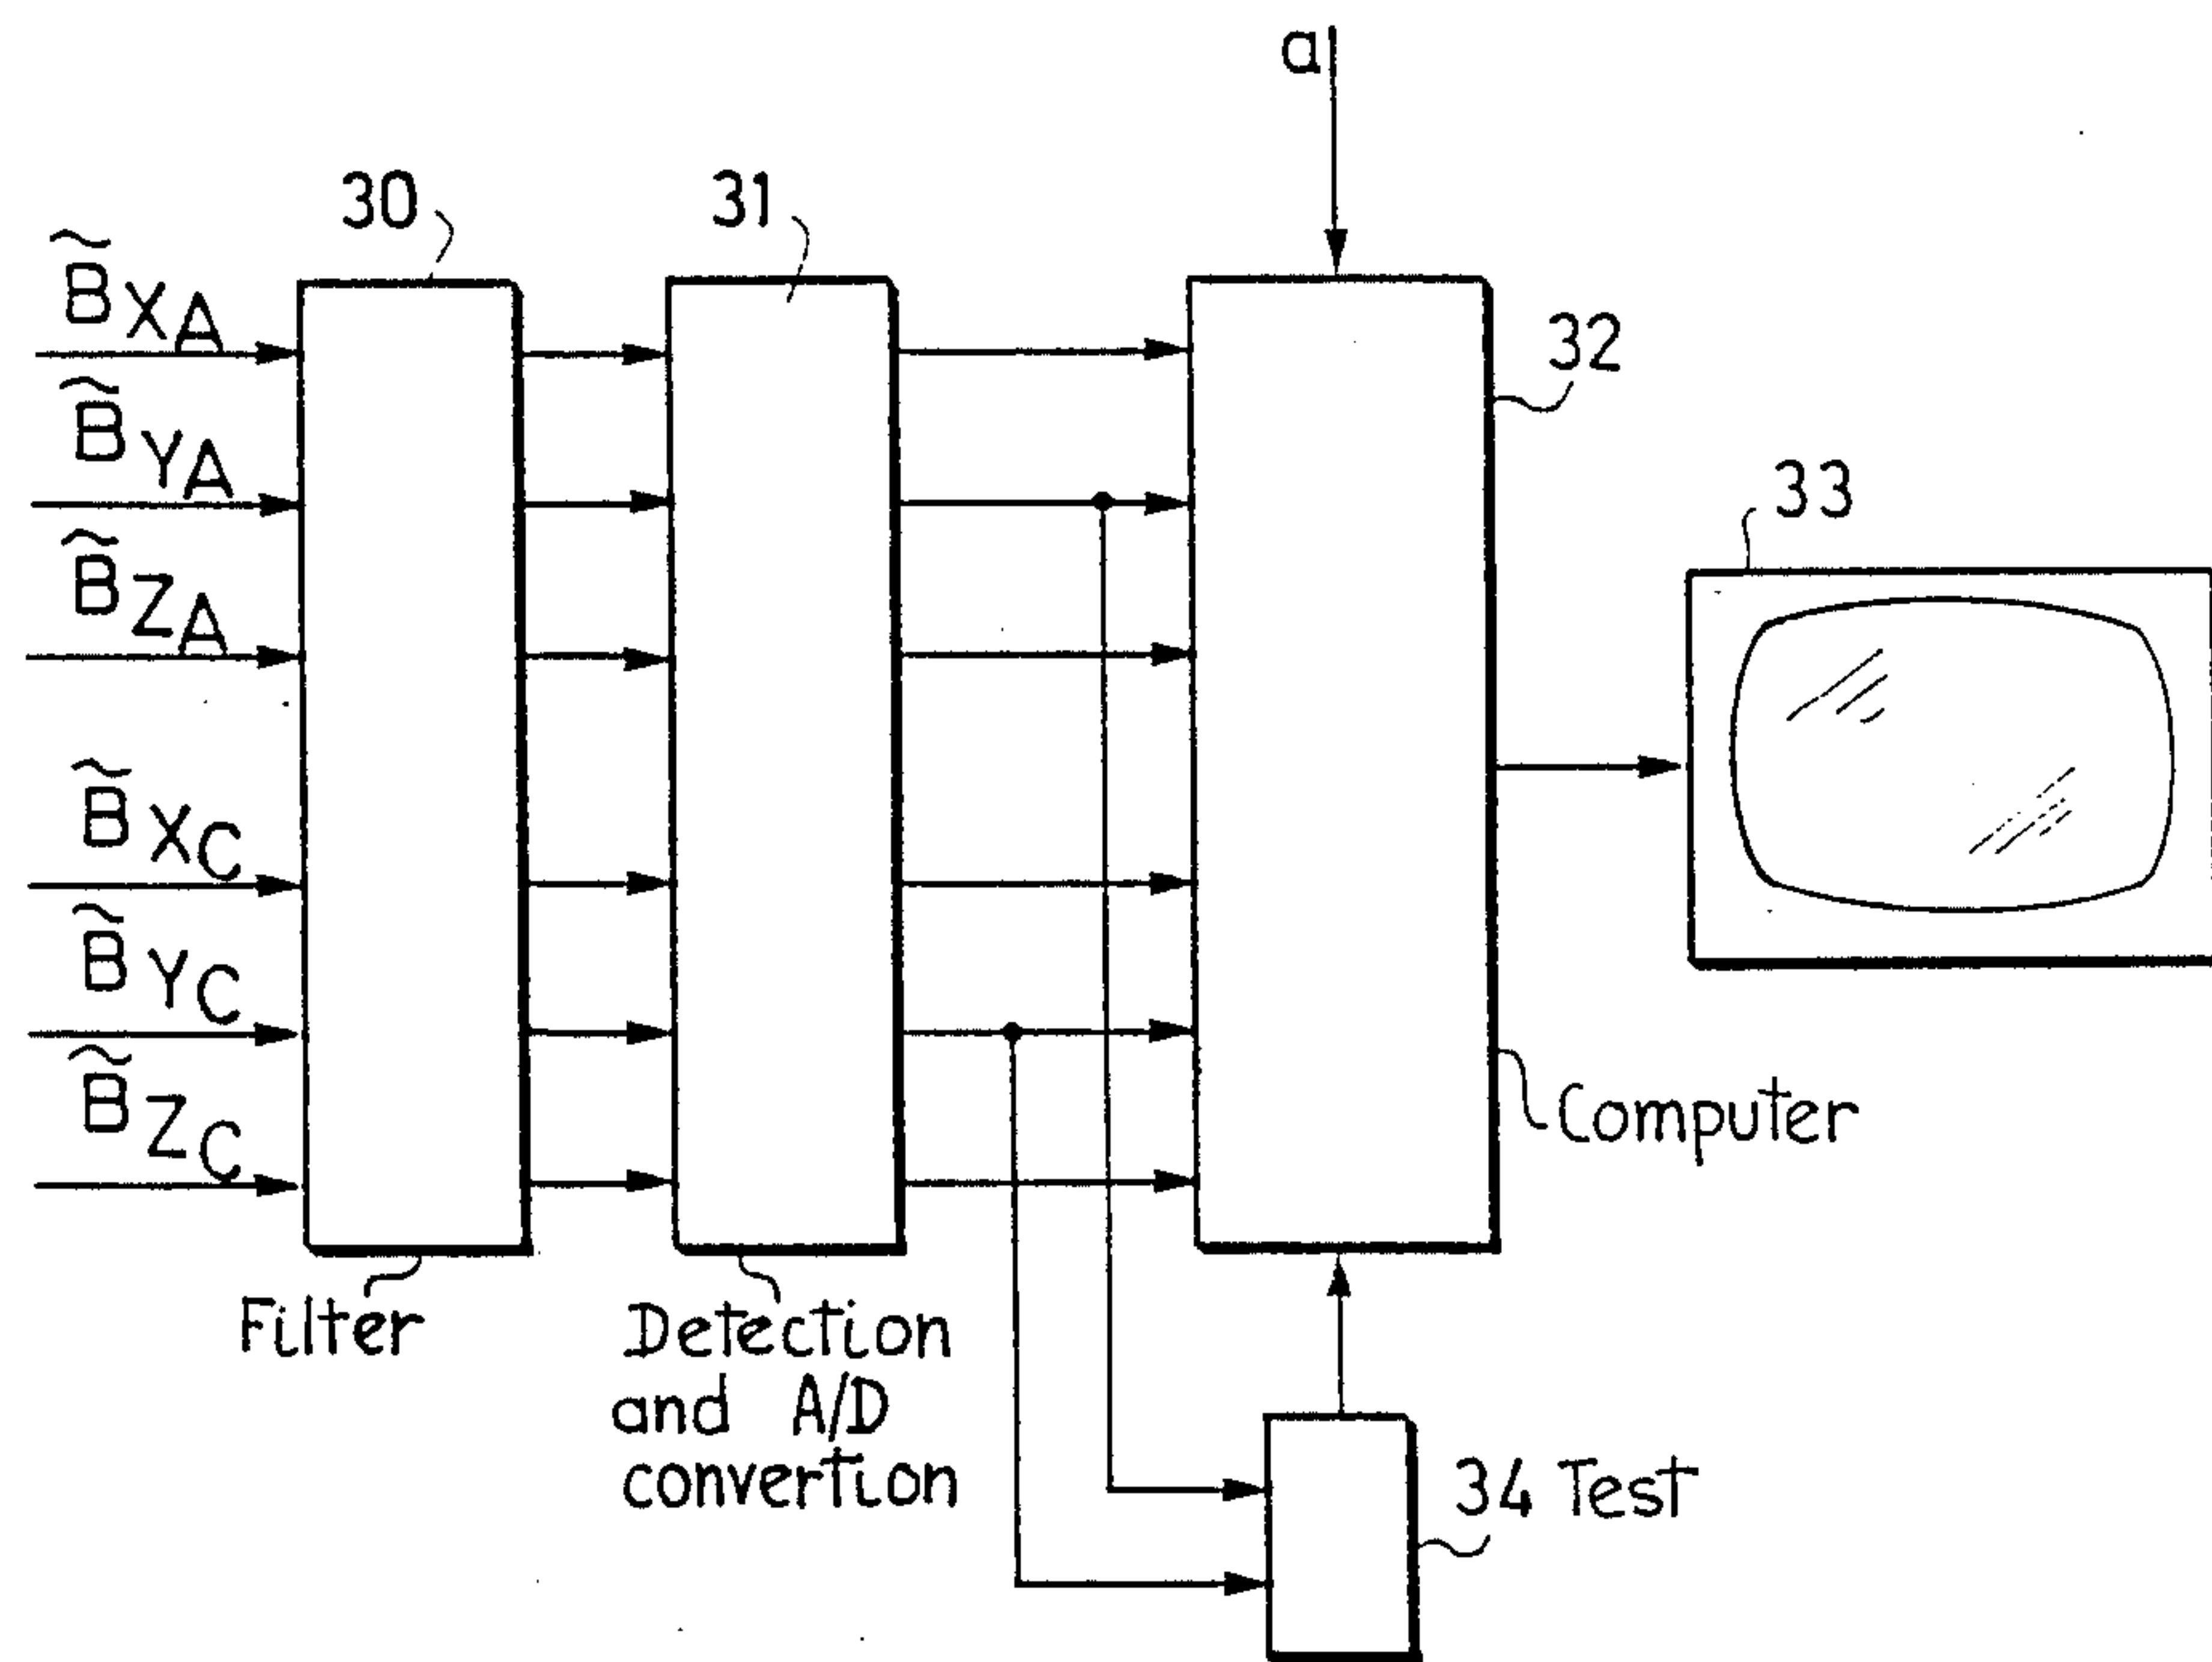 a
30
31
B̃XA
32
B̃YA
33
B̃ZA
B̃XC
B̃YC
Computer
B̃ZC
Filter
Detection
and A/D
convertion
34 Test